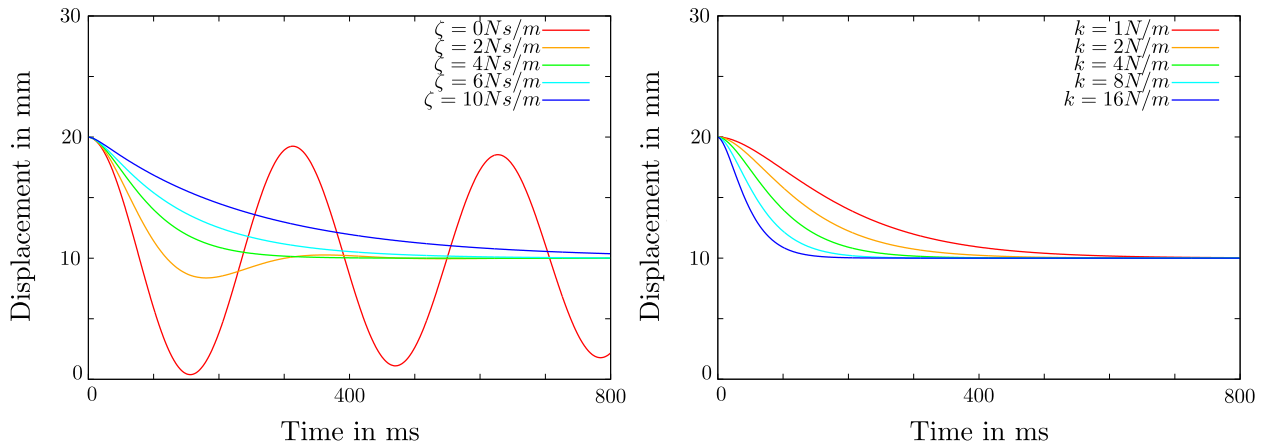 30
20
10
0
Displacement in mm
ζ = 0Ns/m
ζ = 2Ns/m
ζ = 4Ns/m
ζ = 6Ns/m
ζ = 10Ns/m
0 400 800
Time in ms
30
20
10
0
Displacement in mm
k = 1N/m
k = 2N/m
k = 4N/m
k = 8N/m
k = 16N/m
0 400 800
Time in ms